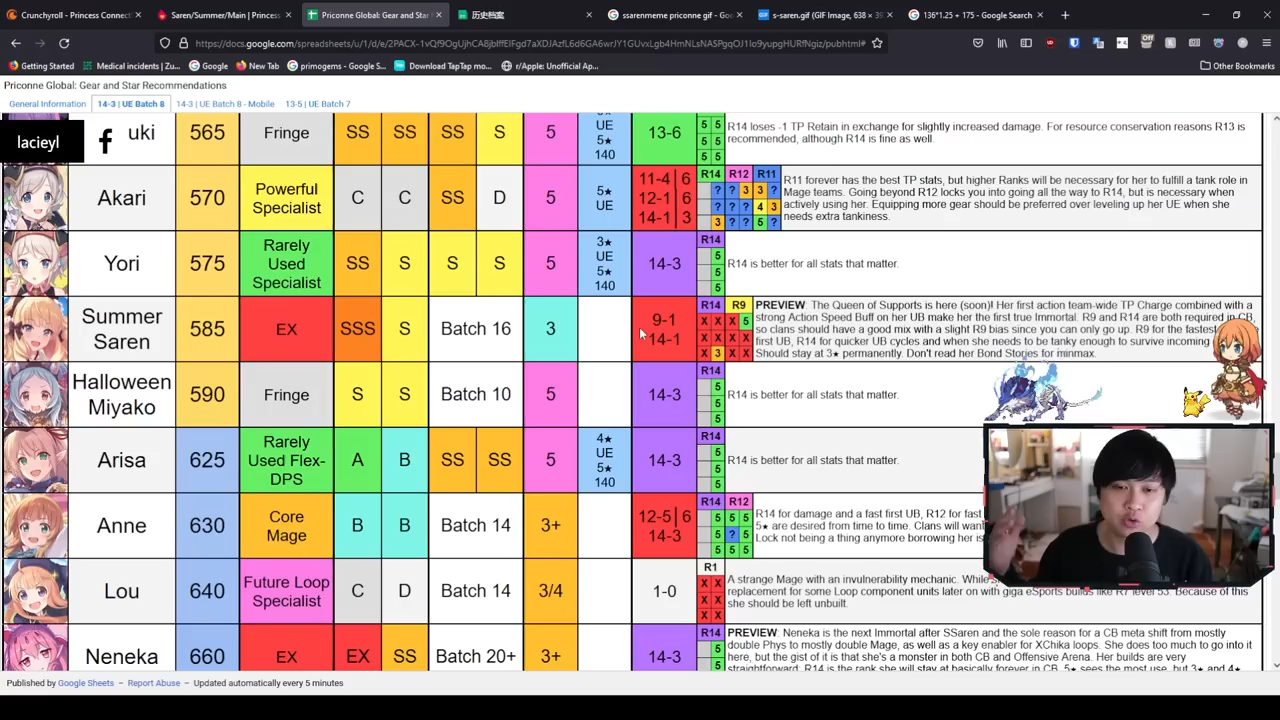 Crunchyroll - Princess Connect!
Saren/Summer/Main | Princess
Priconne Global: Gear and Star
历史档案
ssarenmeme priconne gif - Goo
s-saren.gif (GIF Image, 638 × 35
136*1.25 + 175 - Google Search
https://docs.google.com/spreadsheets/u/1/d/e/
Getting Started
Medical incidents | Zu...
Google
New Tab
primogems - Google S...
Download TapTap mo...
r/Apple: Unofficial Ap...
Other Bookmarks
Priconne Global: Gear and Star Recommendations
General Information
14-3 | UE Batch 8
14-3 | UE Batch 8 - Mobile
13-5 | UE Batch 7
lacieyl
uki 565 Fringe SS SS SS S 5 UE 5★ 140 13-6
R14 loses -1 TP Retain in exchange for slightly increased damage. For resource conservation reasons R13 is
recommended, although R14 is fine as well.
Akari 570 Powerful Specialist C C SS D 5 5★ UE 11-4 | 6 12-1 | 6 14-1 | 3 R14 R12 R11
R11 forever has the best TP stats, but higher Ranks will be necessary for her to fulfill a tank role in
Mage teams. Going beyond R12 locks you into going all the way to R14, but is necessary when
actively using her. Equipping more gear should be preferred over leveling up her UE when she
needs extra tankiness.
Yori 575 Rarely Used Specialist SS S S S 5 3★ UE 5★ 140 14-3 R14
R14 is better for all stats that matter.
Summer Saren 585 EX SSS S Batch 16 3 9-1 14-1 R14 R9
PREVIEW: The Queen of Supports is here (soon)! Her first action team-wide TP Charge combined with a
strong Action Speed Buff on her UB make her the first true Immortal. R9 and R14 are both required in CB,
so clans should have a good mix with a slight R9 bias since you can only go up. R9 for the fastest
first UB, R14 for quicker UB cycles and when she needs to be tanky enough to survive incoming
Should stay at 3★ permanently. Don't read her Bond Stories for minmax.
Halloween Miyako 590 Fringe S S Batch 10 5 14-3 R14
R14 is better for all stats that matter.
Arisa 625 Rarely Used Flex-DPS A B SS SS 5 4★ UE 5★ 140 14-3 R14
R14 is better for all stats that matter.
Anne 630 Core Mage B B Batch 14 3+ 12-5 | 6 14-3 R14 R12
R14 for damage and a fast first UB, R12 for fast
5★ are desired from time to time. Clans will want
Lock not being a thing anymore borrowing her is
Lou 640 Future Loop Specialist C D Batch 14 3/4 1-0 R1
A strange Mage with an invulnerability mechanic. While
replacement for some Loop component units later on with giga eSports builds like R7 level 53. Because of this
she should be left unbuilt.
Neneka 660 EX EX SS Batch 20+ 3+ 14-3 R14
PREVIEW: Neneka is the next Immortal after SSaren and the sole reason for a CB meta shift from mostly
double Phys to mostly double Mage, as well as a key enabler for XChika loops. She does too much to go into it
here, but the gist of it is that she's a monster in both CB and Offensive Arena. Her builds are very
straightforward, R14 is the rank she will stay at basically forever in CB. 5★ sees the most use, but 3★ and 4★
Published by Google Sheets – Report Abuse – Updated automatically every 5 minutes